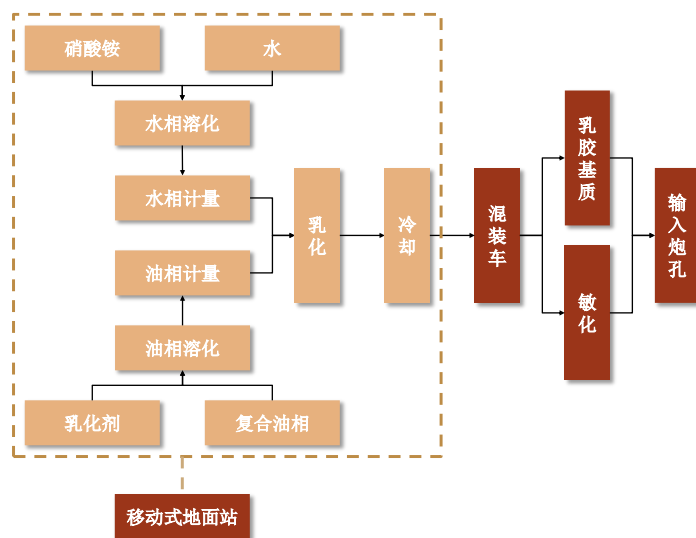 硝酸铵
水
水相溶化
水相计量
油相计量
油相溶化
乳化剂
复合油相
乳化
冷却
混装车
乳胶基质
敏化
输入炮孔
移动式地面站